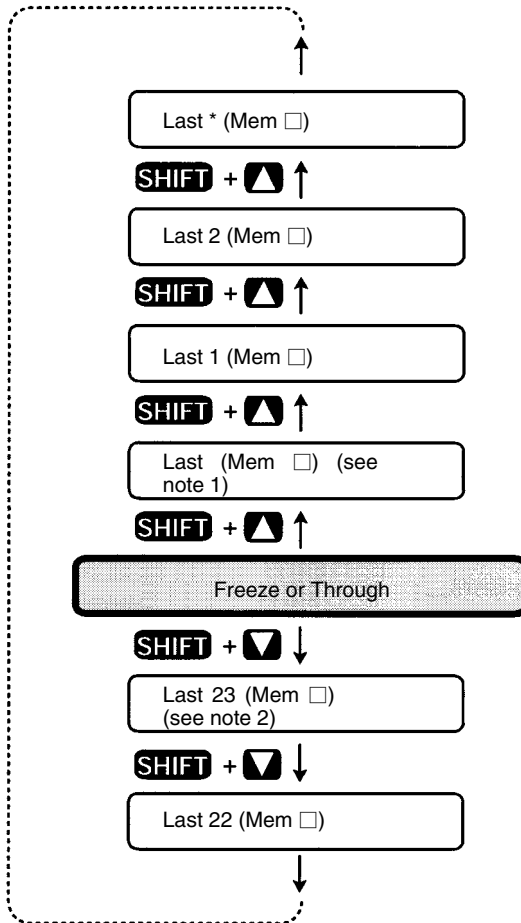 Last * (Mem □)
SHIFT + ▲
Last 2 (Mem □)
SHIFT + ▲
Last 1 (Mem □)
SHIFT + ▲
Last (Mem □) (see
note 1)
SHIFT + ▲
Freeze or Through
SHIFT + ▼
Last 23 (Mem □)
(see note 2)
SHIFT + ▼
Last 22 (Mem □)